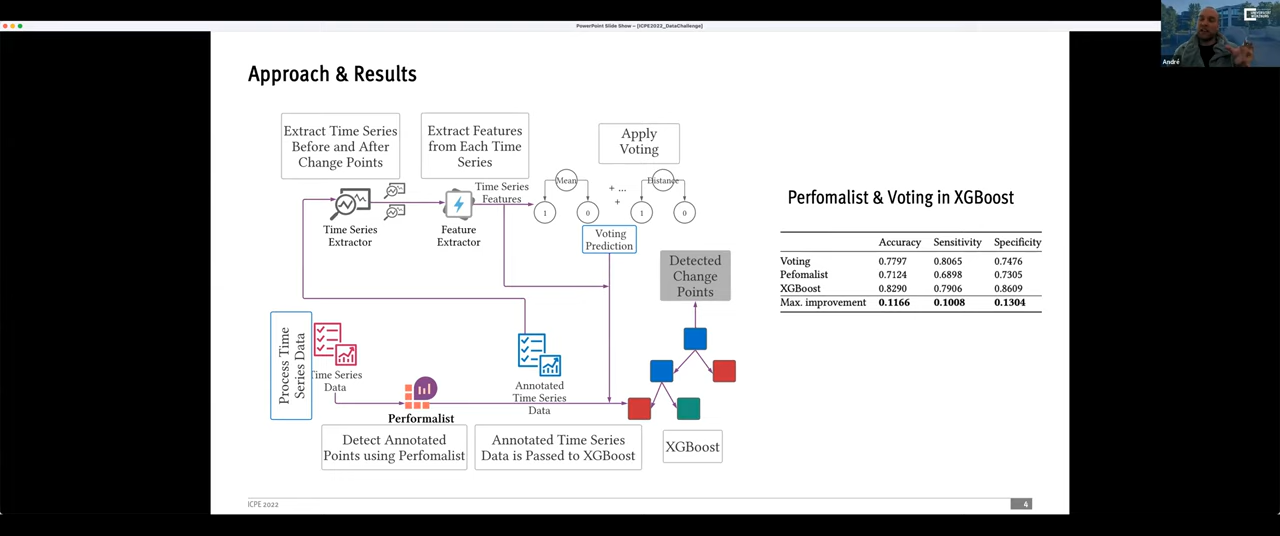 PowerPoint Slide Show - [ICPE2022_DataChallenge]
André
Approach & Results
Extract Time Series
Before and After
Change Points
Extract Features
from Each Time
Series
Apply
Voting
Time Series
Features
Mean
+ ...
+
Distance
1
0
1
0
Time Series
Extractor
Feature
Extractor
Voting
Prediction
Detected
Change
Points
Process Time
Series Data
Time Series
Data
Performalist
Annotated
Time Series
Data
Detect Annotated
Points using Perfomalist
Annotated Time Series
Data is Passed to XGBoost
XGBoost
Perfomalist & Voting in XGBoost
Accuracy Sensitivity Specificity
Voting 0.7797 0.8065 0.7476
Pefomalist 0.7124 0.6898 0.7305
XGBoost 0.8290 0.7906 0.8609
Max. improvement 0.1166 0.1008 0.1304
ICPE 2022
4